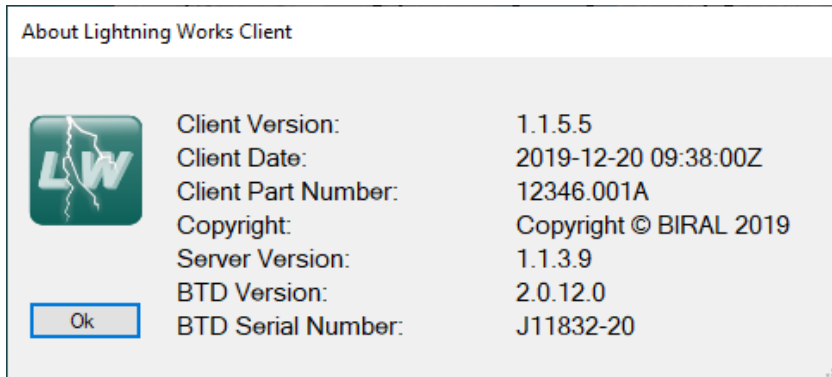 About Lightning Works Client
LW
Client Version: 1.1.5.5
Client Date: 2019-12-20 09:38:00Z
Client Part Number: 12346.001A
Copyright: Copyright © BIRAL 2019
Server Version: 1.1.3.9
BTD Version: 2.0.12.0
BTD Serial Number: J11832-20
Ok